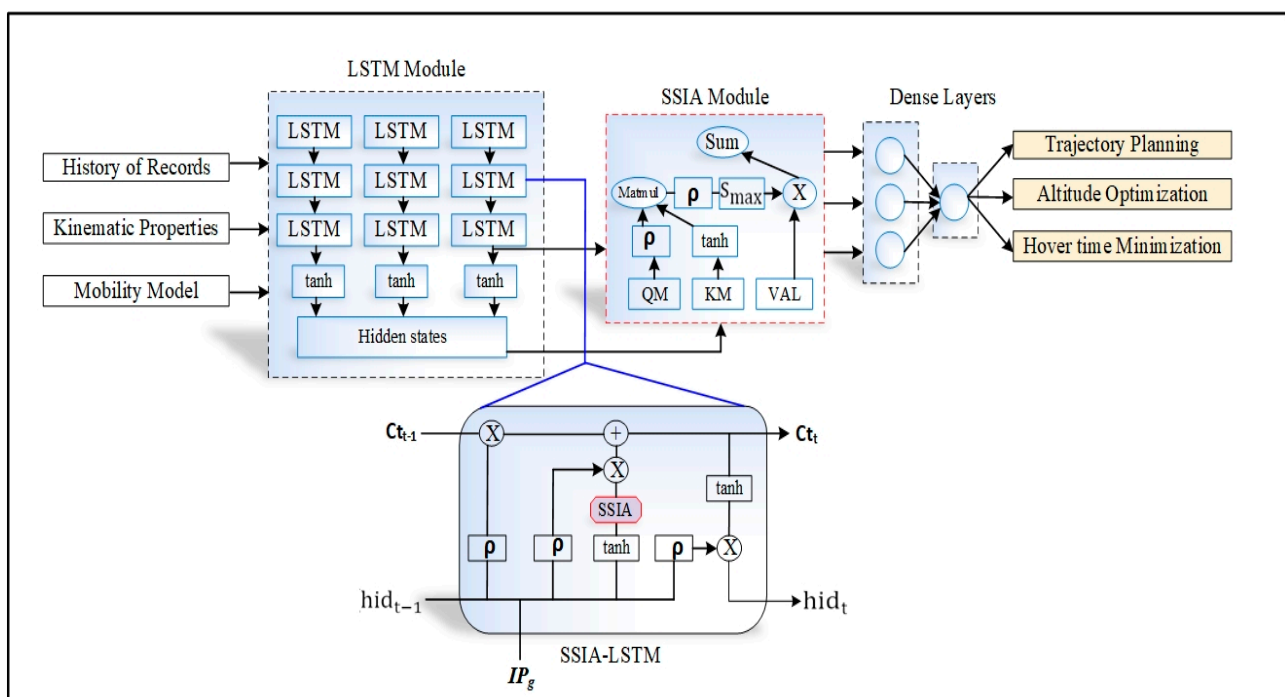 LSTM Module
SSIA Module
Dense Layers
History of Records
Kinematic Properties
Mobility Model
LSTM LSTM LSTM
LSTM LSTM LSTM
LSTM LSTM LSTM
tanh tanh tanh
Hidden states
Sum
Matmul ρ Smax X
ρ tanh
QM KM VAL
Trajectory Planning
Altitude Optimization
Hover time Minimization
Ctt-1 X + Ctt
X
tanh
SSIA
ρ ρ tanh ρ X
hidt−1 hidt
SSIA-LSTM
IPg